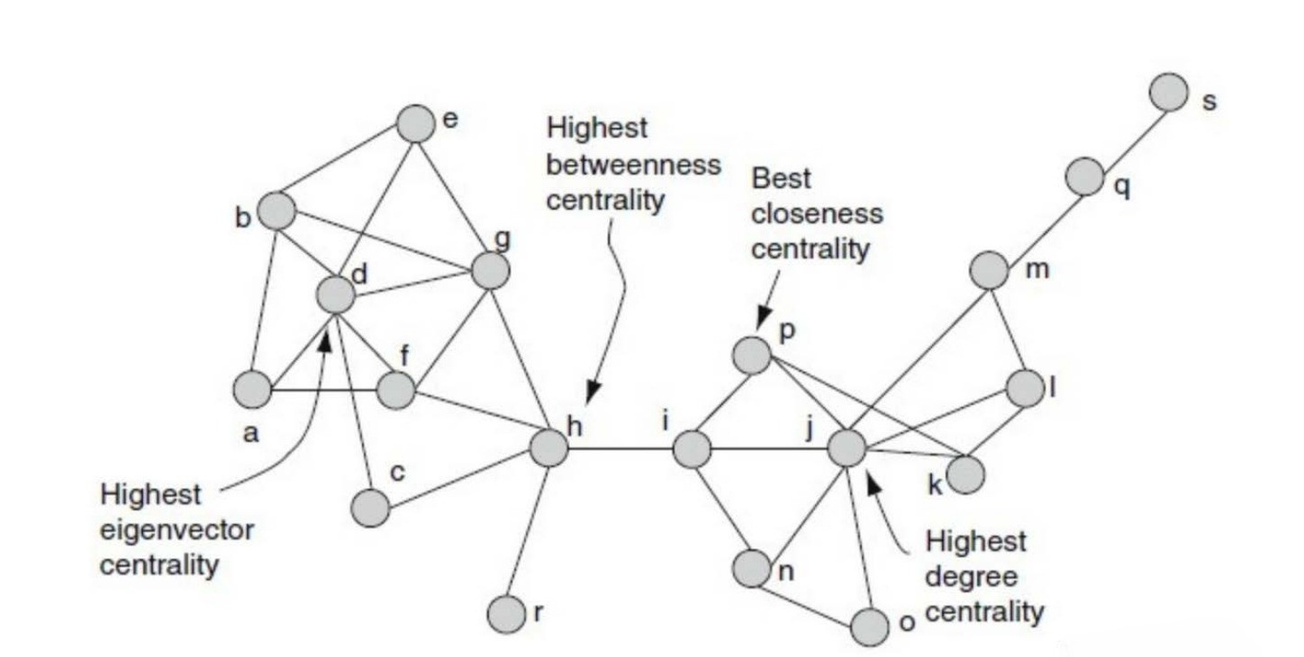 s
e
Highest
betweenness
centrality
Best
closeness
centrality
q
b
g
d
m
p
f
l
a
h
i
j
c
k
Highest
eigenvector
centrality
Highest
degree
centrality
n
r
o